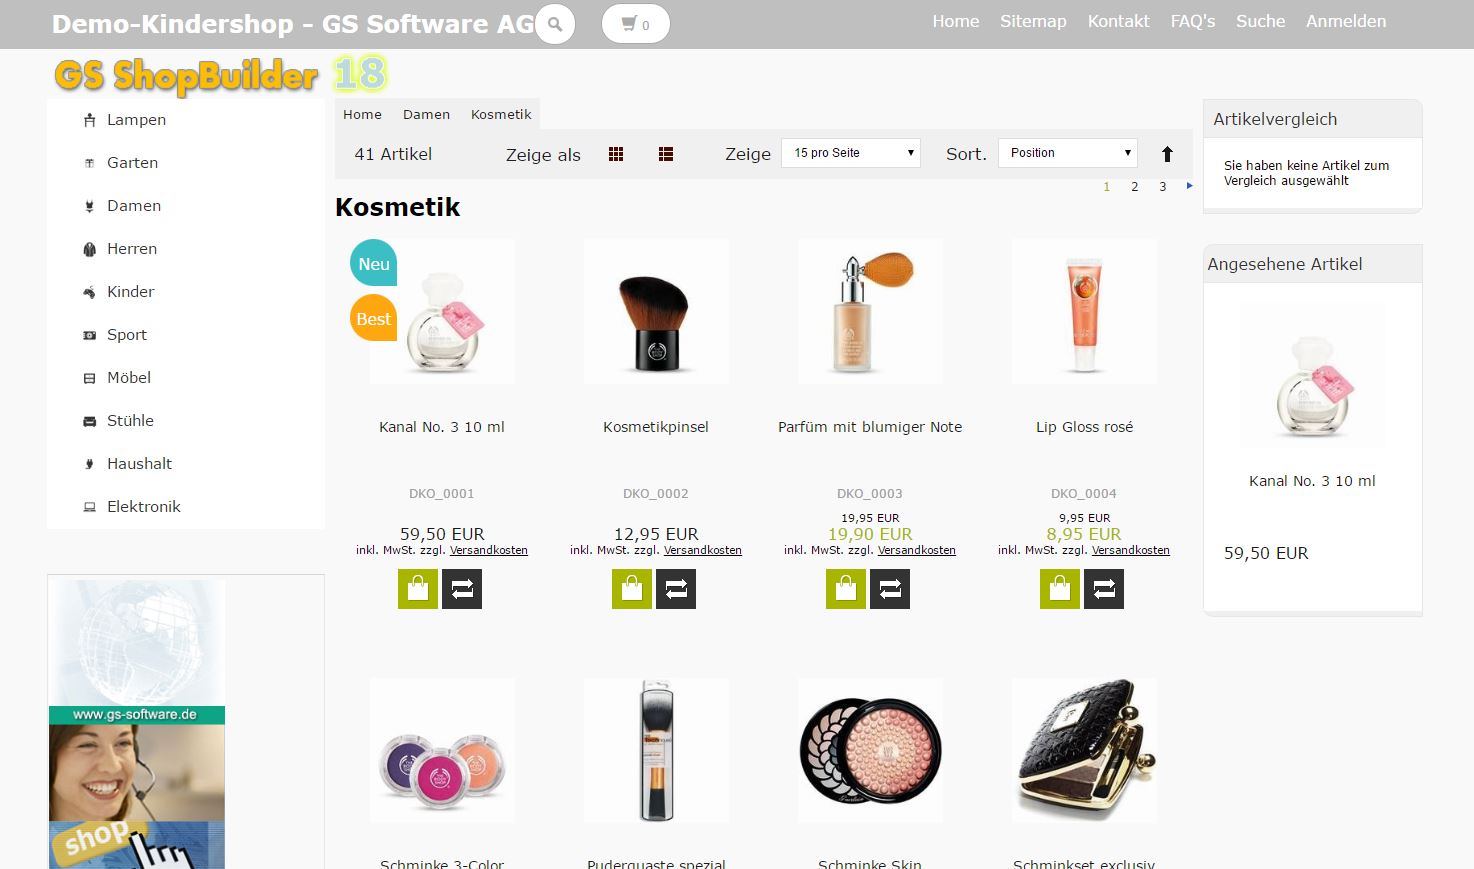 Demo-Kindershop - GS Software AG
0
Home Sitemap Kontakt FAQ's Suche Anmelden
GS ShopBuilder 18
Lampen
Garten
Damen
Herren
Kinder
Sport
Möbel
Stühle
Haushalt
Elektronik
www.gs-software.de
shop
Home Damen Kosmetik
41 Artikel Zeige als Zeige 15 pro Seite Sort. Position
1 2 3
Kosmetik
Neu
Best
Kanal No. 3 10 ml Kosmetikpinsel Parfüm mit blumiger Note Lip Gloss rosé
DKO_0001 DKO_0002 DKO_0003 DKO_0004
19,95 EUR 9,95 EUR
59,50 EUR 12,95 EUR 19,90 EUR 8,95 EUR
inkl. MwSt. zzgl. Versandkosten inkl. MwSt. zzgl. Versandkosten inkl. MwSt. zzgl. Versandkosten inkl. MwSt. zzgl. Versandkosten
Schminke 3-Color Puderquaste spezial Schminke Skin Schminkset exclusiv
Artikelvergleich
Sie haben keine Artikel zum
Vergleich ausgewählt
Angesehene Artikel
Kanal No. 3 10 ml
59,50 EUR